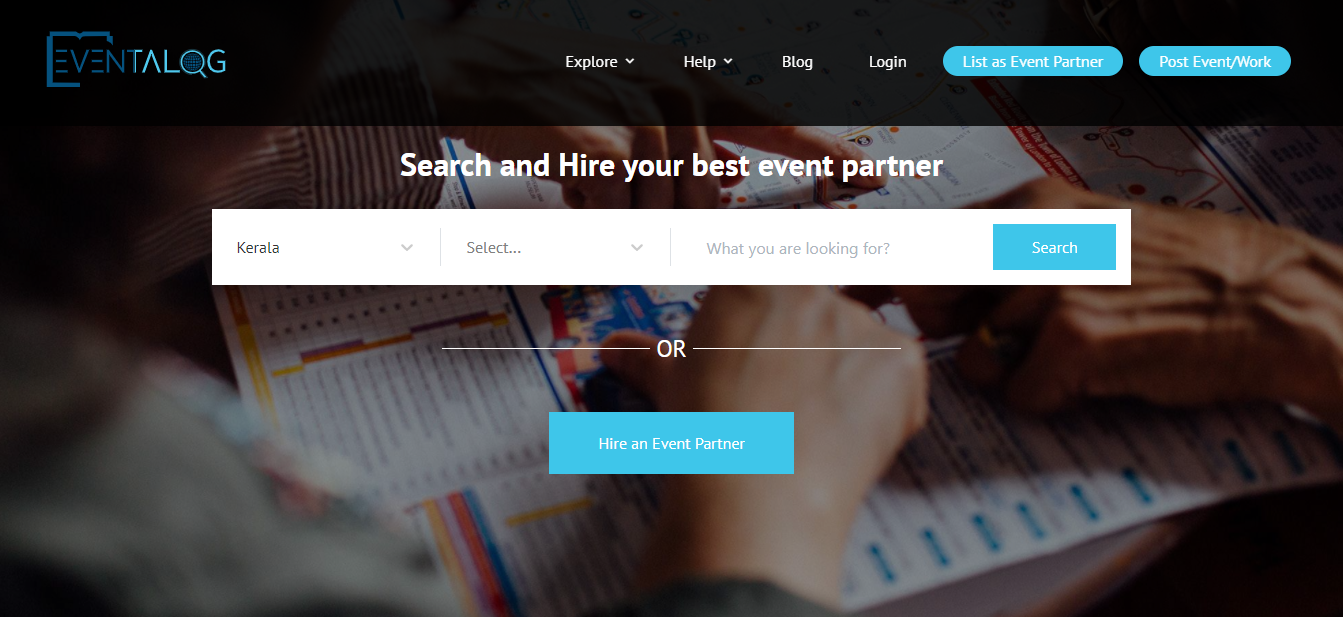 EVENTALOG
Explore
Help
Blog
Login
List as Event Partner
Post Event/Work
Search and Hire your best event partner
Kerala
Select...
What you are looking for?
Search
OR
Hire an Event Partner